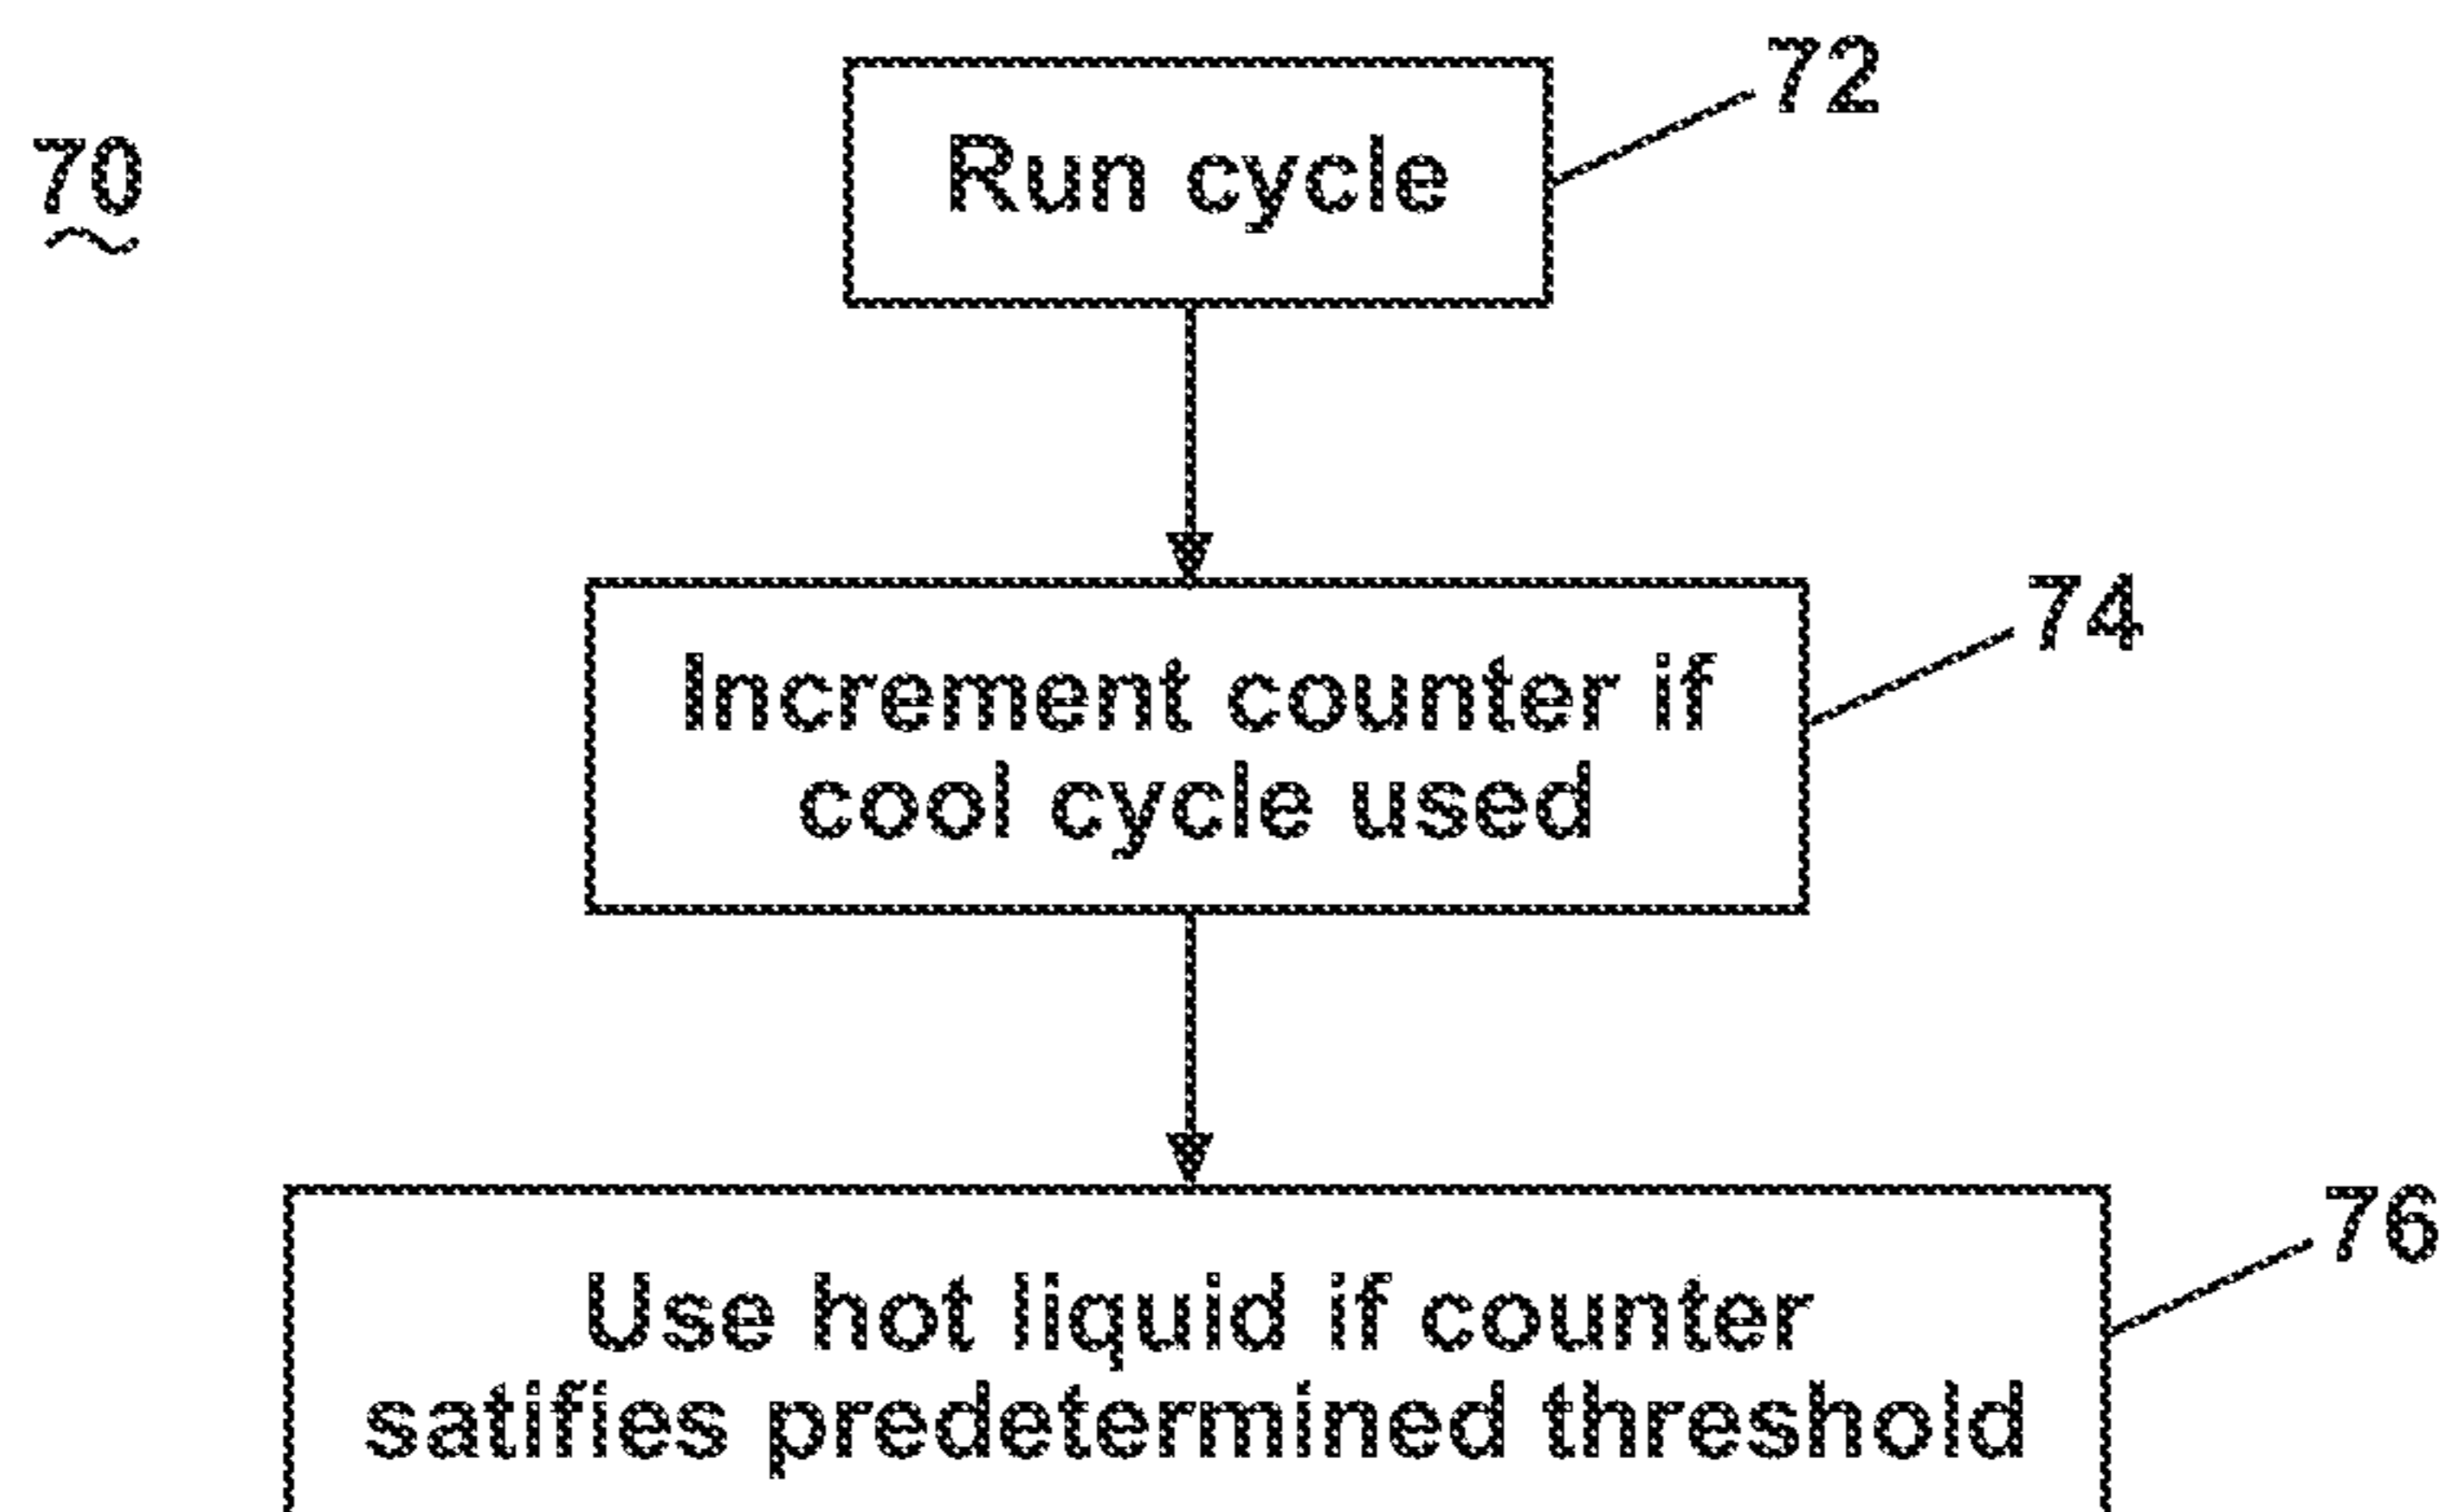 72
70
Run cycle
74
Increment counter if
cool cycle used
76
Use hot liquid if counter
satifies predetermined threshold